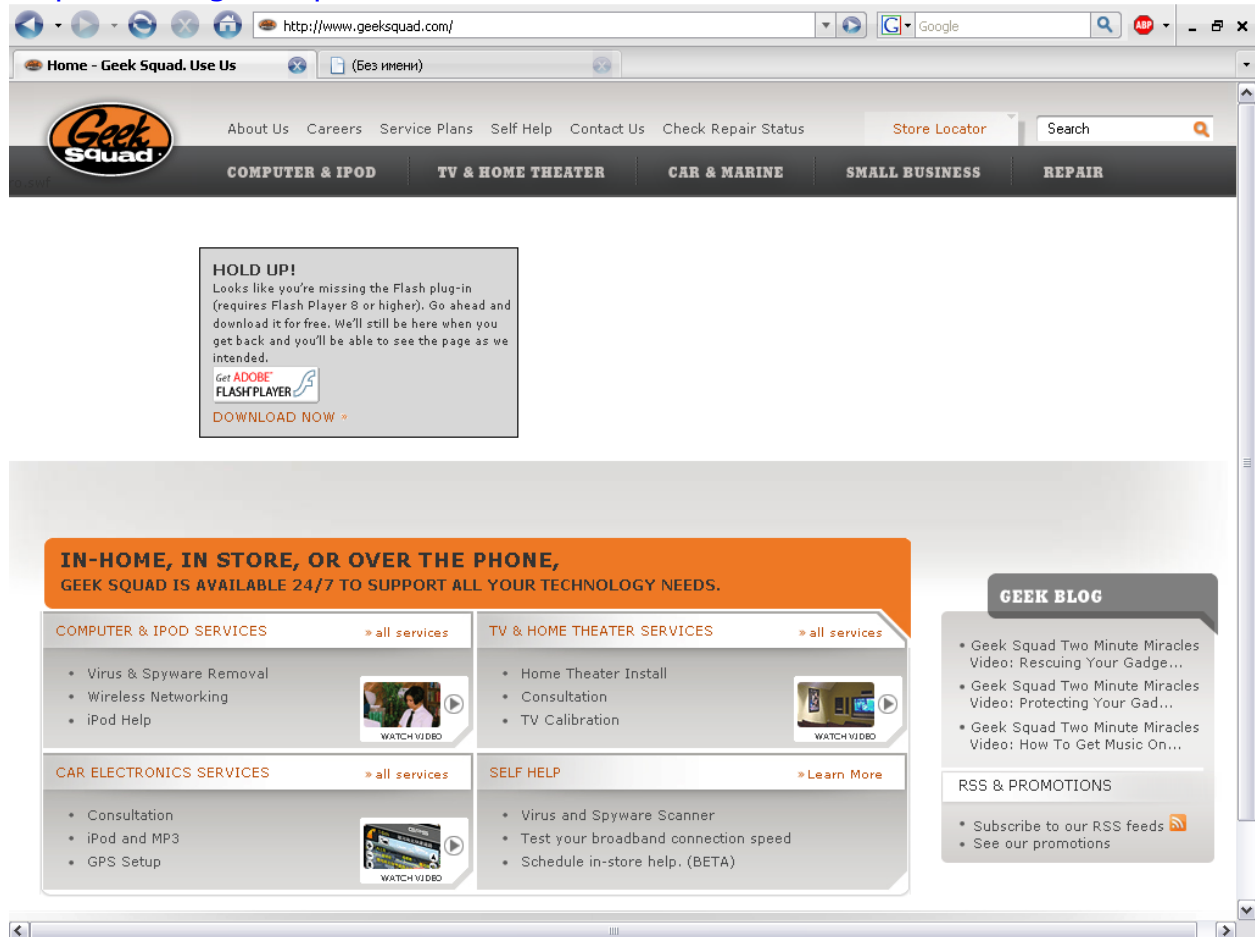 http://www.geeksquad.com/
Google
ABP
Home - Geek Squad. Use Us
(Без имени)
Geek Squad
About Us Careers Service Plans Self Help Contact Us Check Repair Status Store Locator Search
COMPUTER & IPOD TV & HOME THEATER CAR & MARINE SMALL BUSINESS REPAIR
HOLD UP!
Looks like you're missing the Flash plug-in
(requires Flash Player 8 or higher). Go ahead and
download it for free. We'll still be here when you
get back and you'll be able to see the page as we
intended.
Get ADOBE
FLASH PLAYER
DOWNLOAD NOW »
IN-HOME, IN STORE, OR OVER THE PHONE,
GEEK SQUAD IS AVAILABLE 24/7 TO SUPPORT ALL YOUR TECHNOLOGY NEEDS.
COMPUTER & IPOD SERVICES » all services
• Virus & Spyware Removal
• Wireless Networking
• iPod Help
WATCH VIDEO
TV & HOME THEATER SERVICES » all services
• Home Theater Install
• Consultation
• TV Calibration
WATCH VIDEO
CAR ELECTRONICS SERVICES » all services
• Consultation
• iPod and MP3
• GPS Setup
WATCH VIDEO
SELF HELP » Learn More
• Virus and Spyware Scanner
• Test your broadband connection speed
• Schedule in-store help. (BETA)
GEEK BLOG
• Geek Squad Two Minute Miracles
Video: Rescuing Your Gadge...
• Geek Squad Two Minute Miracles
Video: Protecting Your Gad...
• Geek Squad Two Minute Miracles
Video: How To Get Music On...
RSS & PROMOTIONS
• Subscribe to our RSS feeds
• See our promotions